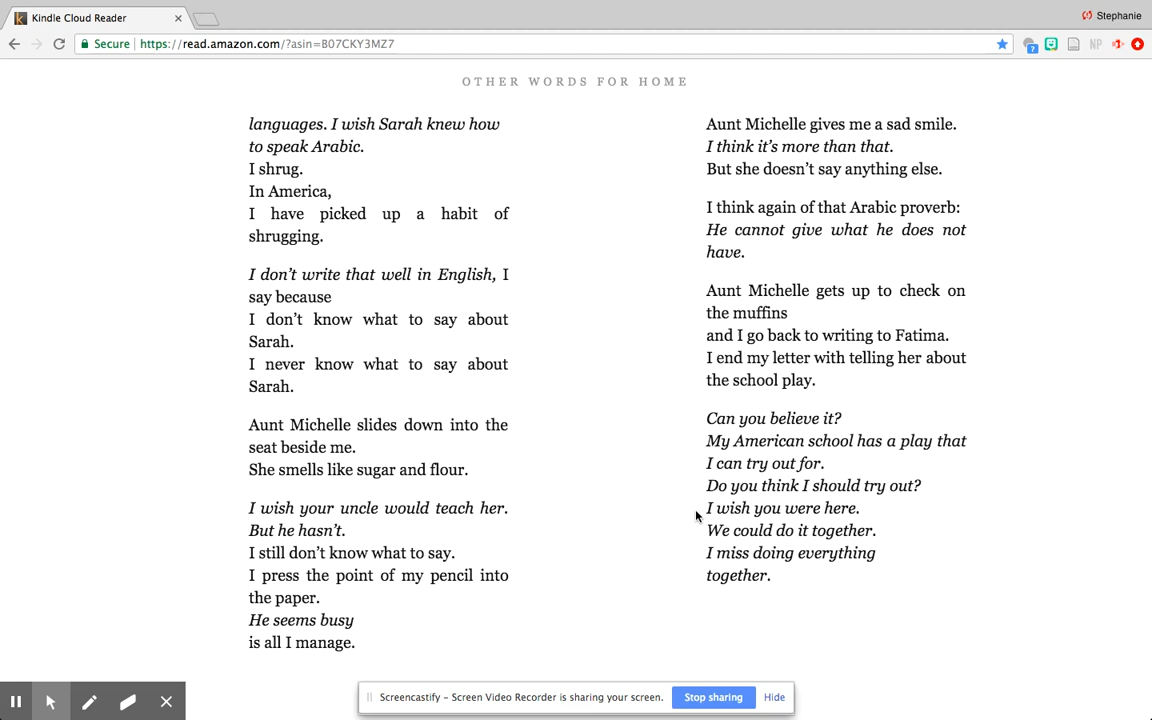 Kindle Cloud Reader
Stephanie
Secure
https://read.amazon.com/?asin=B07CKY3MZ7
7
NP
OTHER WORDS FOR HOME
languages. I wish Sarah knew how
to speak Arabic.
I shrug.
In America,
I have picked up a habit of
shrugging.
I don't write that well in English, I
say because
I don't know what to say about
Sarah.
I never know what to say about
Sarah.
Aunt Michelle slides down into the
seat beside me.
She smells like sugar and flour.
I wish your uncle would teach her.
But he hasn't.
I still don't know what to say.
I press the point of my pencil into
the paper.
He seems busy
is all I manage.
Aunt Michelle gives me a sad smile.
I think it's more than that.
But she doesn't say anything else.
I think again of that Arabic proverb:
He cannot give what he does not
have.
Aunt Michelle gets up to check on
the muffins
and I go back to writing to Fatima.
I end my letter with telling her about
the school play.
Can you believe it?
My American school has a play that
I can try out for.
Do you think I should try out?
I wish you were here.
We could do it together.
I miss doing everything
together.
Screencastify – Screen Video Recorder is sharing your screen.
Stop sharing
Hide